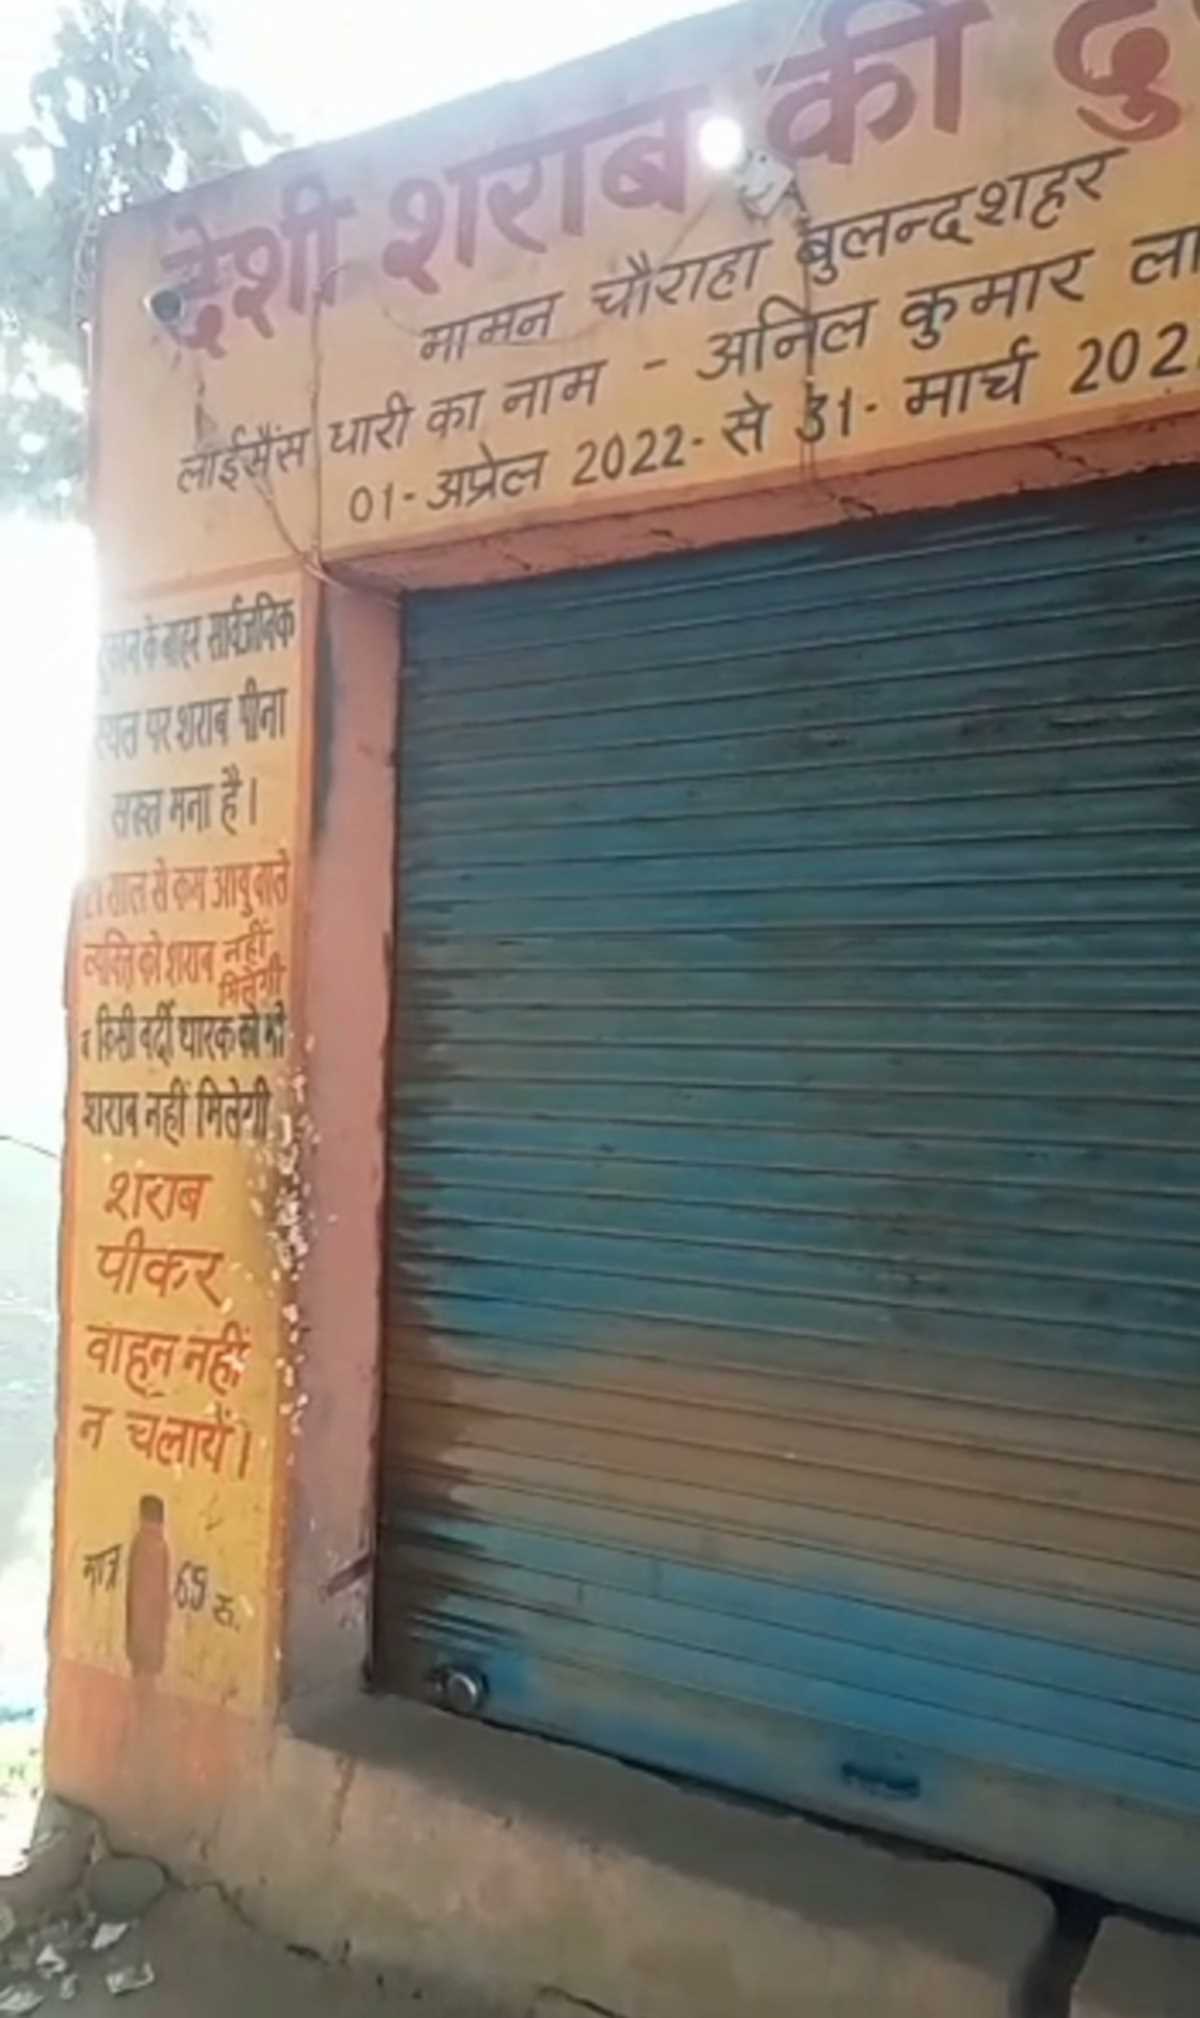 देशी शराब की दु
मामन चौराहा बुलन्दशहर
लाईसैंस धारी का नाम - अनिल कुमार ला
01-अप्रेल 2022- से 31- मार्च 202
के बाहर सार्वजनिक
स्थल पर शराब पीना
सख्त मना है।
21 साल से कम आयु वाले
व्यक्ति को शराब नहीं
मिलेगी
व किसी वर्दी धारक को भी
शराब नहीं मिलेगी
शराब
पीकर
वाहन नहीं
न चलायें।
मात्र 65 रु.